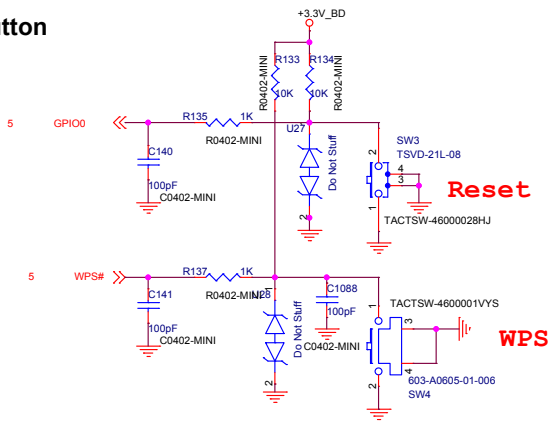 utton
+3.3V_BD
R133
R134
R0402-MINI
10K
10K
R0402-MINI
5 GPIO0
R135 1K
R0402-MINI
U27
C140
100pF
C0402-MINI
Do Not Stuff
2
SW3
TSVD-21L-08
2
4
3
1
Reset
TACTSW-46000028HJ
5 WPS#
R137 1K
R0402-MINI
U28
1
C141
100pF
C0402-MINI
Do Not Stuff
2
C1088
100pF
C0402-MINI
TACTSW-4600001VYS
1
3
WPS
2
4
603-A0605-01-006
SW4